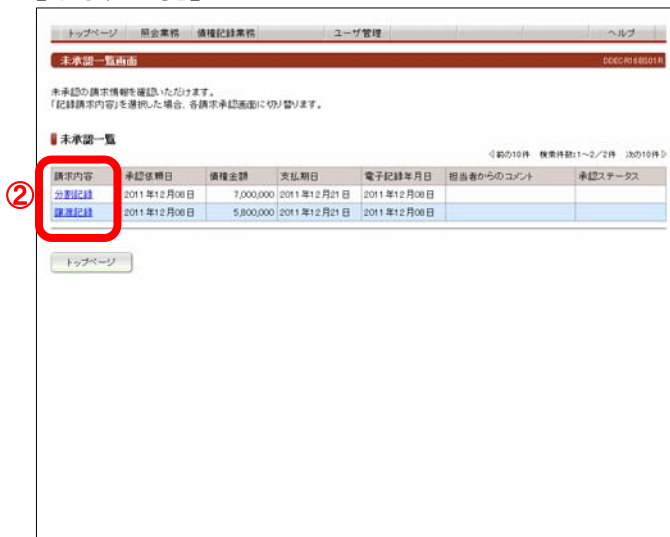 トップページ 照会業務 債権記録業務 ユーザ管理 ヘルプ
未承認一覧画面 DDECR16BS01R
未承認の請求情報を確認いただけます。
「記録請求内容」を選択した場合、各請求承認画面に切り替ります。
未承認一覧
前の10件 検索件数:1~2/2件 次の10件
請求内容 承認依頼日 債権金額 支払期日 電子記録年月日 担当者からのコメント 承認ステータス
分割記録 2011年12月08日 7,000,000 2011年12月21日 2011年12月08日
②
譲渡記録 2011年12月08日 5,800,000 2011年12月21日 2011年12月08日
トップページ